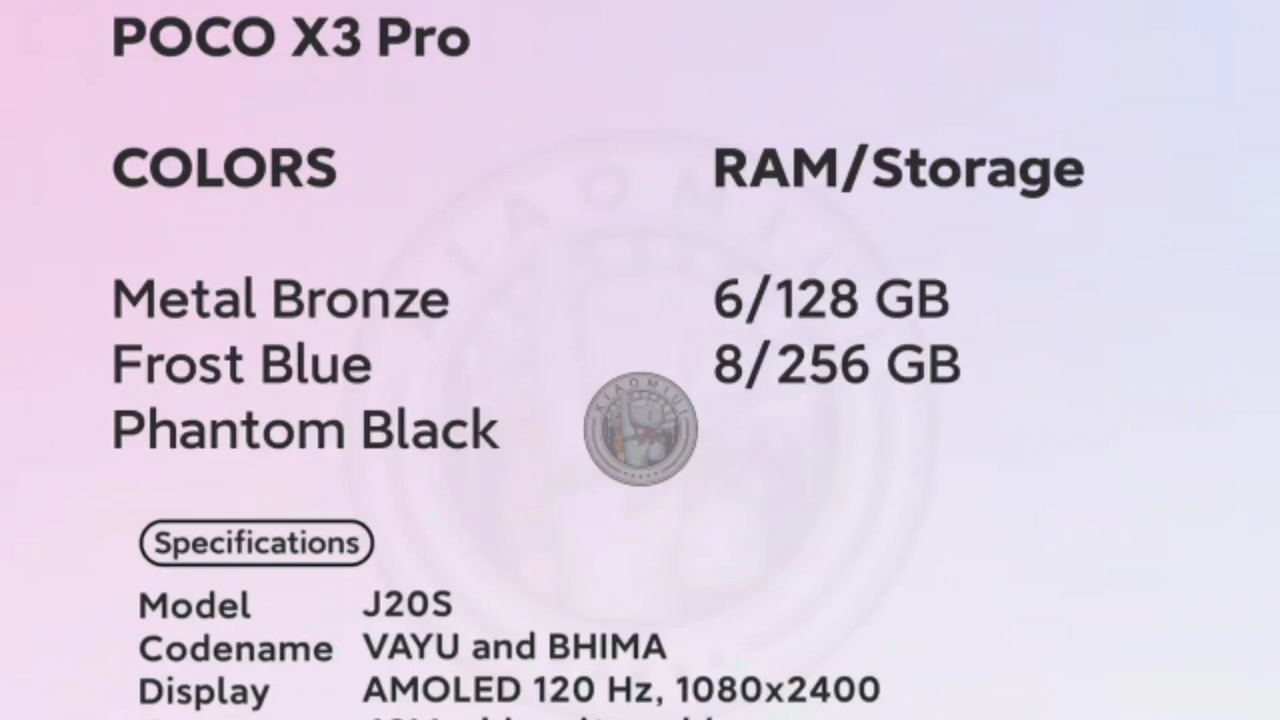 POCO X3 Pro
COLORS RAM/Storage
Metal Bronze 6/128 GB
Frost Blue 8/256 GB
Phantom Black
XIAOMIUI
Specifications
Model J20S
Codename VAYU and BHIMA
Display AMOLED 120 Hz, 1080x2400